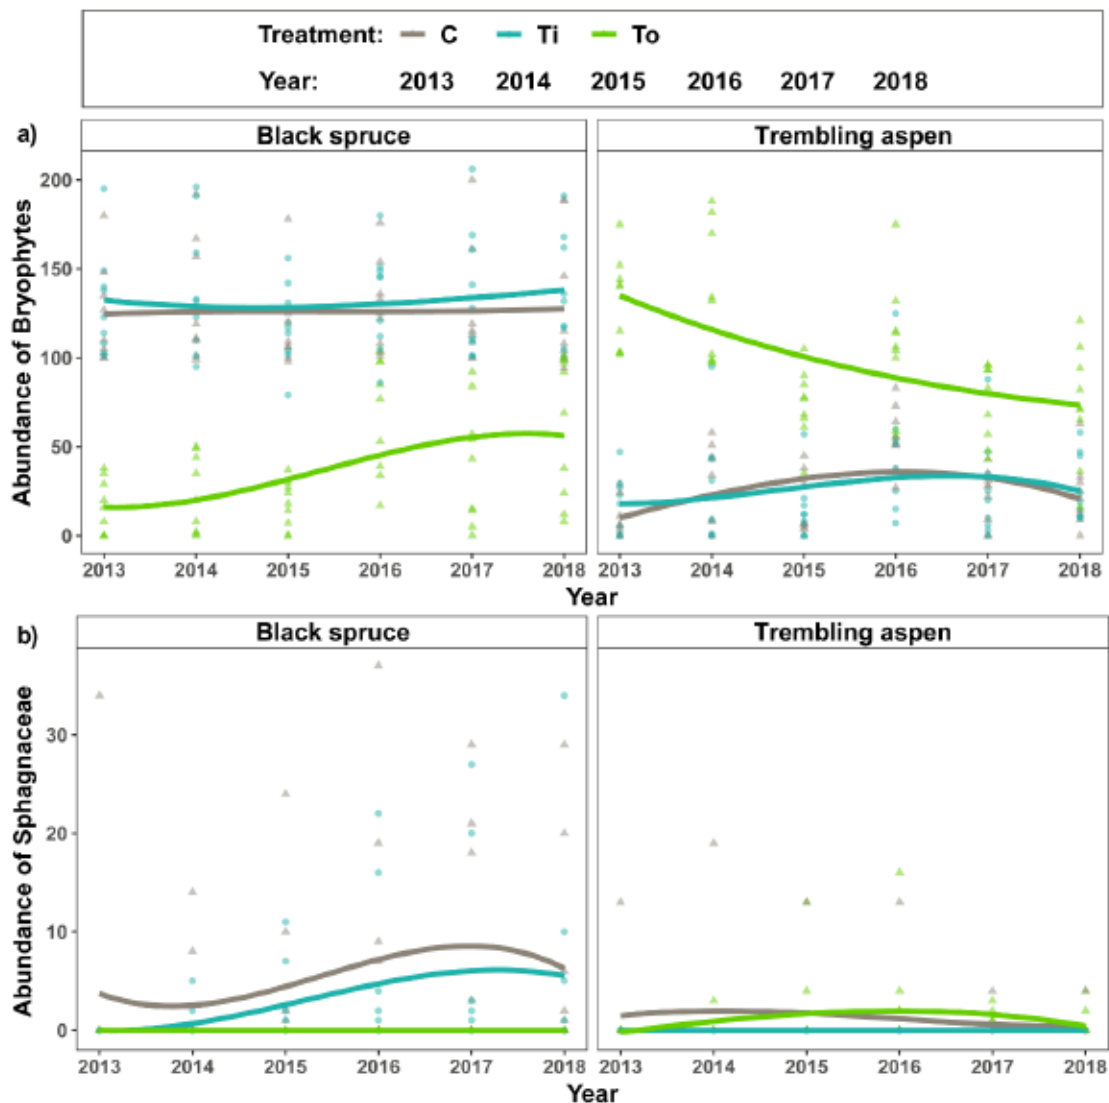 Treatment: C Ti To
Year: 2013 2014 2015 2016 2017 2018
a)
Black spruce Trembling aspen
Abundance of Bryophytes
200
150
100
50
0
2013 2014 2015 2016 2017 2018 2013 2014 2015 2016 2017 2018
Year
b)
Black spruce Trembling aspen
Abundance of Sphagnaceae
30
20
10
0
2013 2014 2015 2016 2017 2018 2013 2014 2015 2016 2017 2018
Year